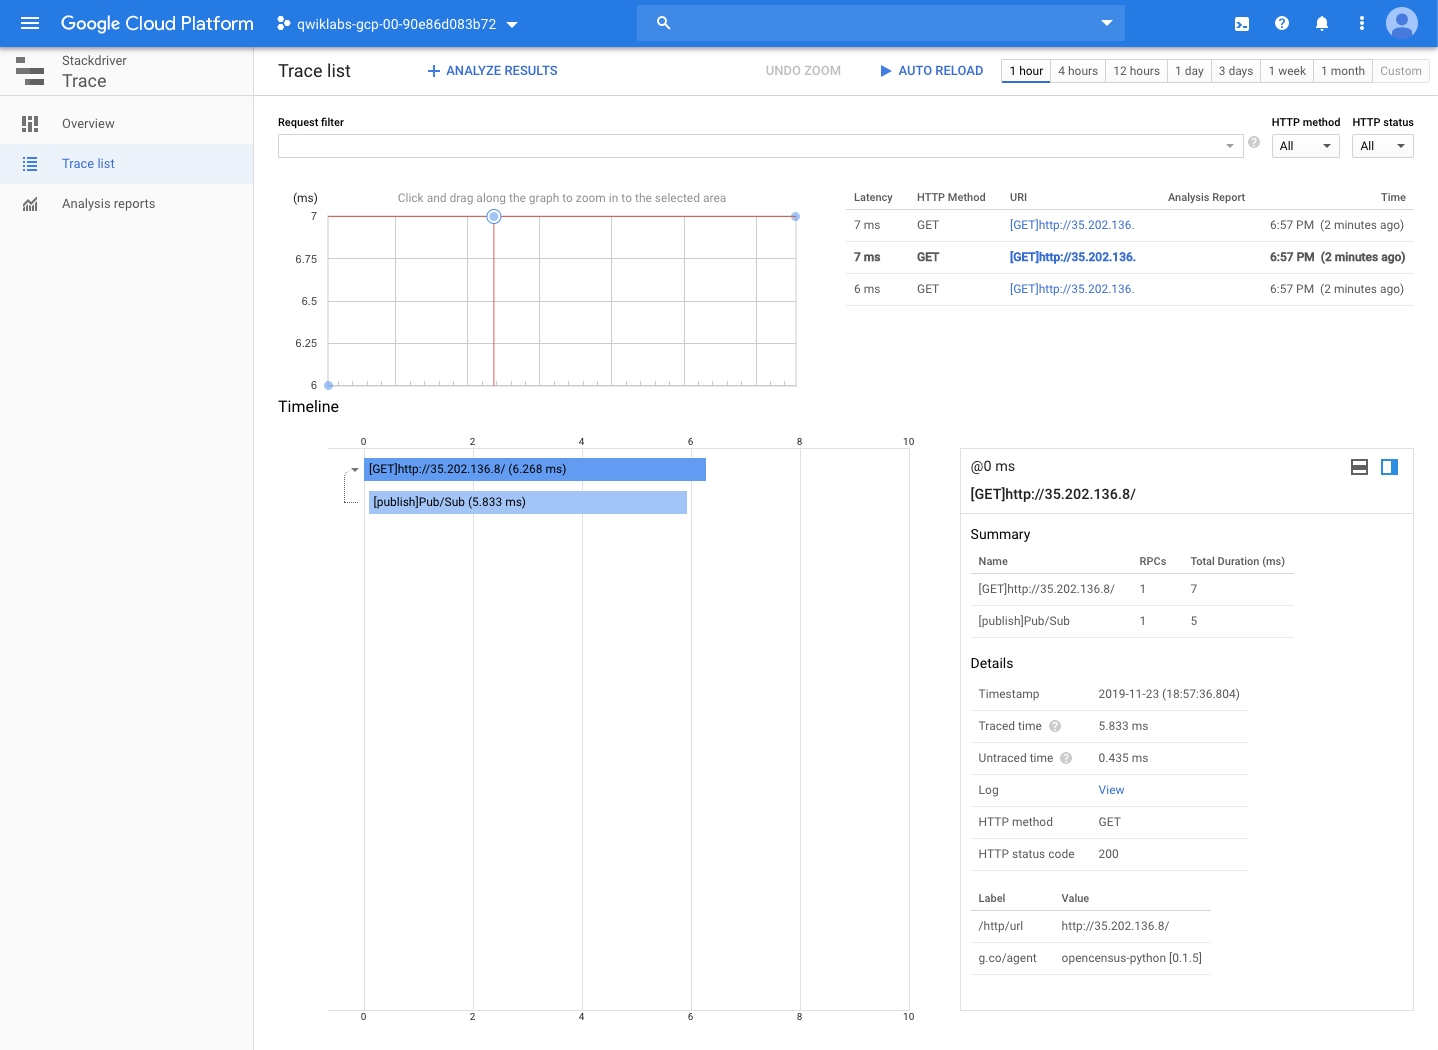 Google Cloud Platform
qwiklabs-gcp-00-90e86d083b72
Stackdriver
Trace
Overview
Trace list
Analysis reports
Trace list
ANALYZE RESULTS
UNDO ZOOM
AUTO RELOAD
1 hour
4 hours
12 hours
1 day
3 days
1 week
1 month
Custom
Request filter
HTTP method
HTTP status
All
All
(ms)
Click and drag along the graph to zoom in to the selected area
7
6.75
6.5
6.25
6
Latency HTTP Method URI Analysis Report Time
7 ms GET [GET]http://35.202.136. 6:57 PM (2 minutes ago)
7 ms GET [GET]http://35.202.136. 6:57 PM (2 minutes ago)
6 ms GET [GET]http://35.202.136. 6:57 PM (2 minutes ago)
Timeline
0 2 4 6 8 10
[GET]http://35.202.136.8/ (6.268 ms)
[publish]Pub/Sub (5.833 ms)
0 2 4 6 8 10
@0 ms
[GET]http://35.202.136.8/
Summary
Name RPCs Total Duration (ms)
[GET]http://35.202.136.8/ 1 7
[publish]Pub/Sub 1 5
Details
Timestamp 2019-11-23 (18:57:36.804)
Traced time ? 5.833 ms
Untraced time ? 0.435 ms
Log View
HTTP method GET
HTTP status code 200
Label Value
/http/url http://35.202.136.8/
g.co/agent opencensus-python [0.1.5]